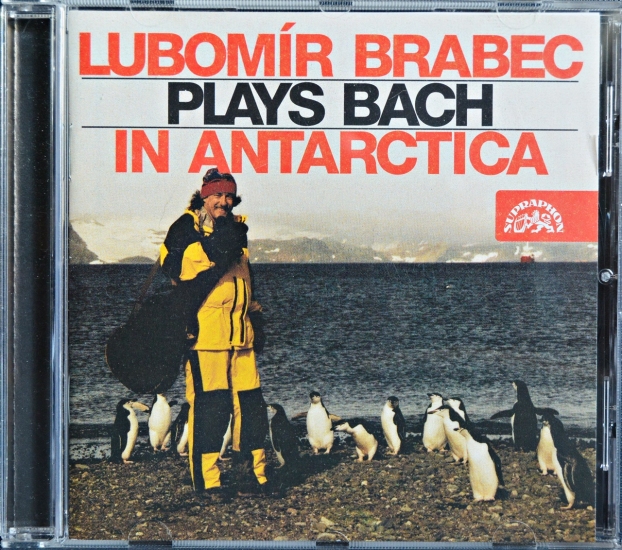 LUBOMÍR BRABEC
PLAYS BACH
IN ANTARCTICA
SUPRAPHON